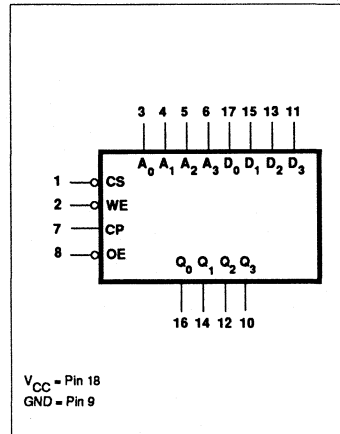 3 4 5 6 17 15 13 11
A0 A1 A2 A3 D0 D1 D2 D3
1 CS
2 WE
7 CP
8 OE
Q0 Q1 Q2 Q3
16 14 12 10
VCC = Pin 18
GND = Pin 9